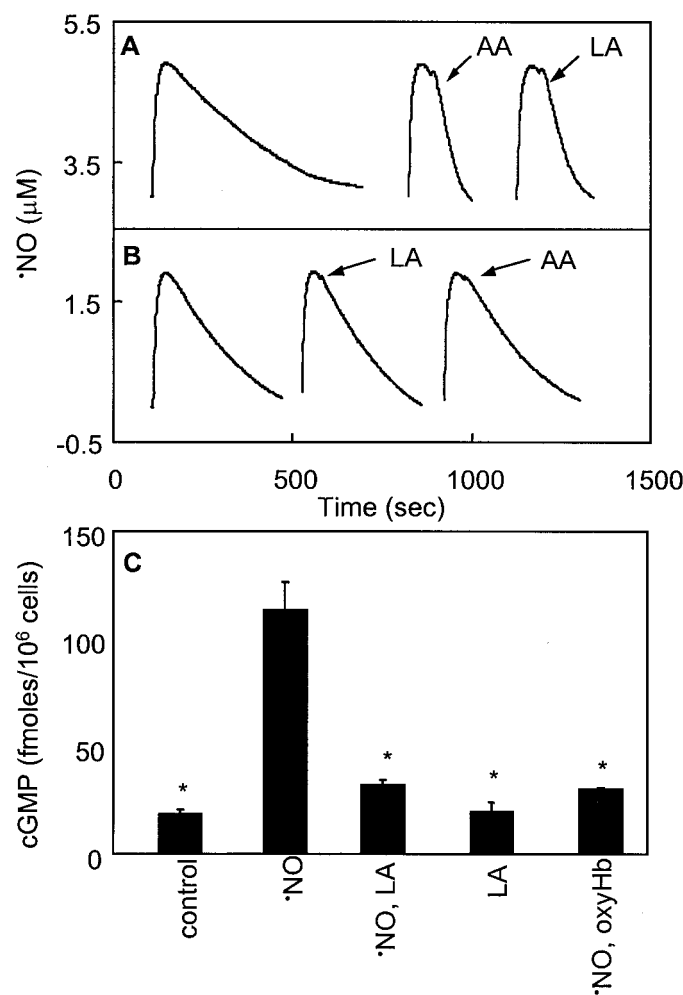 5.5
A
AA
LA
3.5
•NO (μM)
B
LA
AA
1.5
-0.5
0
500
1000
1500
Time (sec)
150
C
100
50
0
cGMP (fmoles/10⁶ cells)
*
*
*
*
control
•NO
•NO, LA
LA
•NO, oxyHb